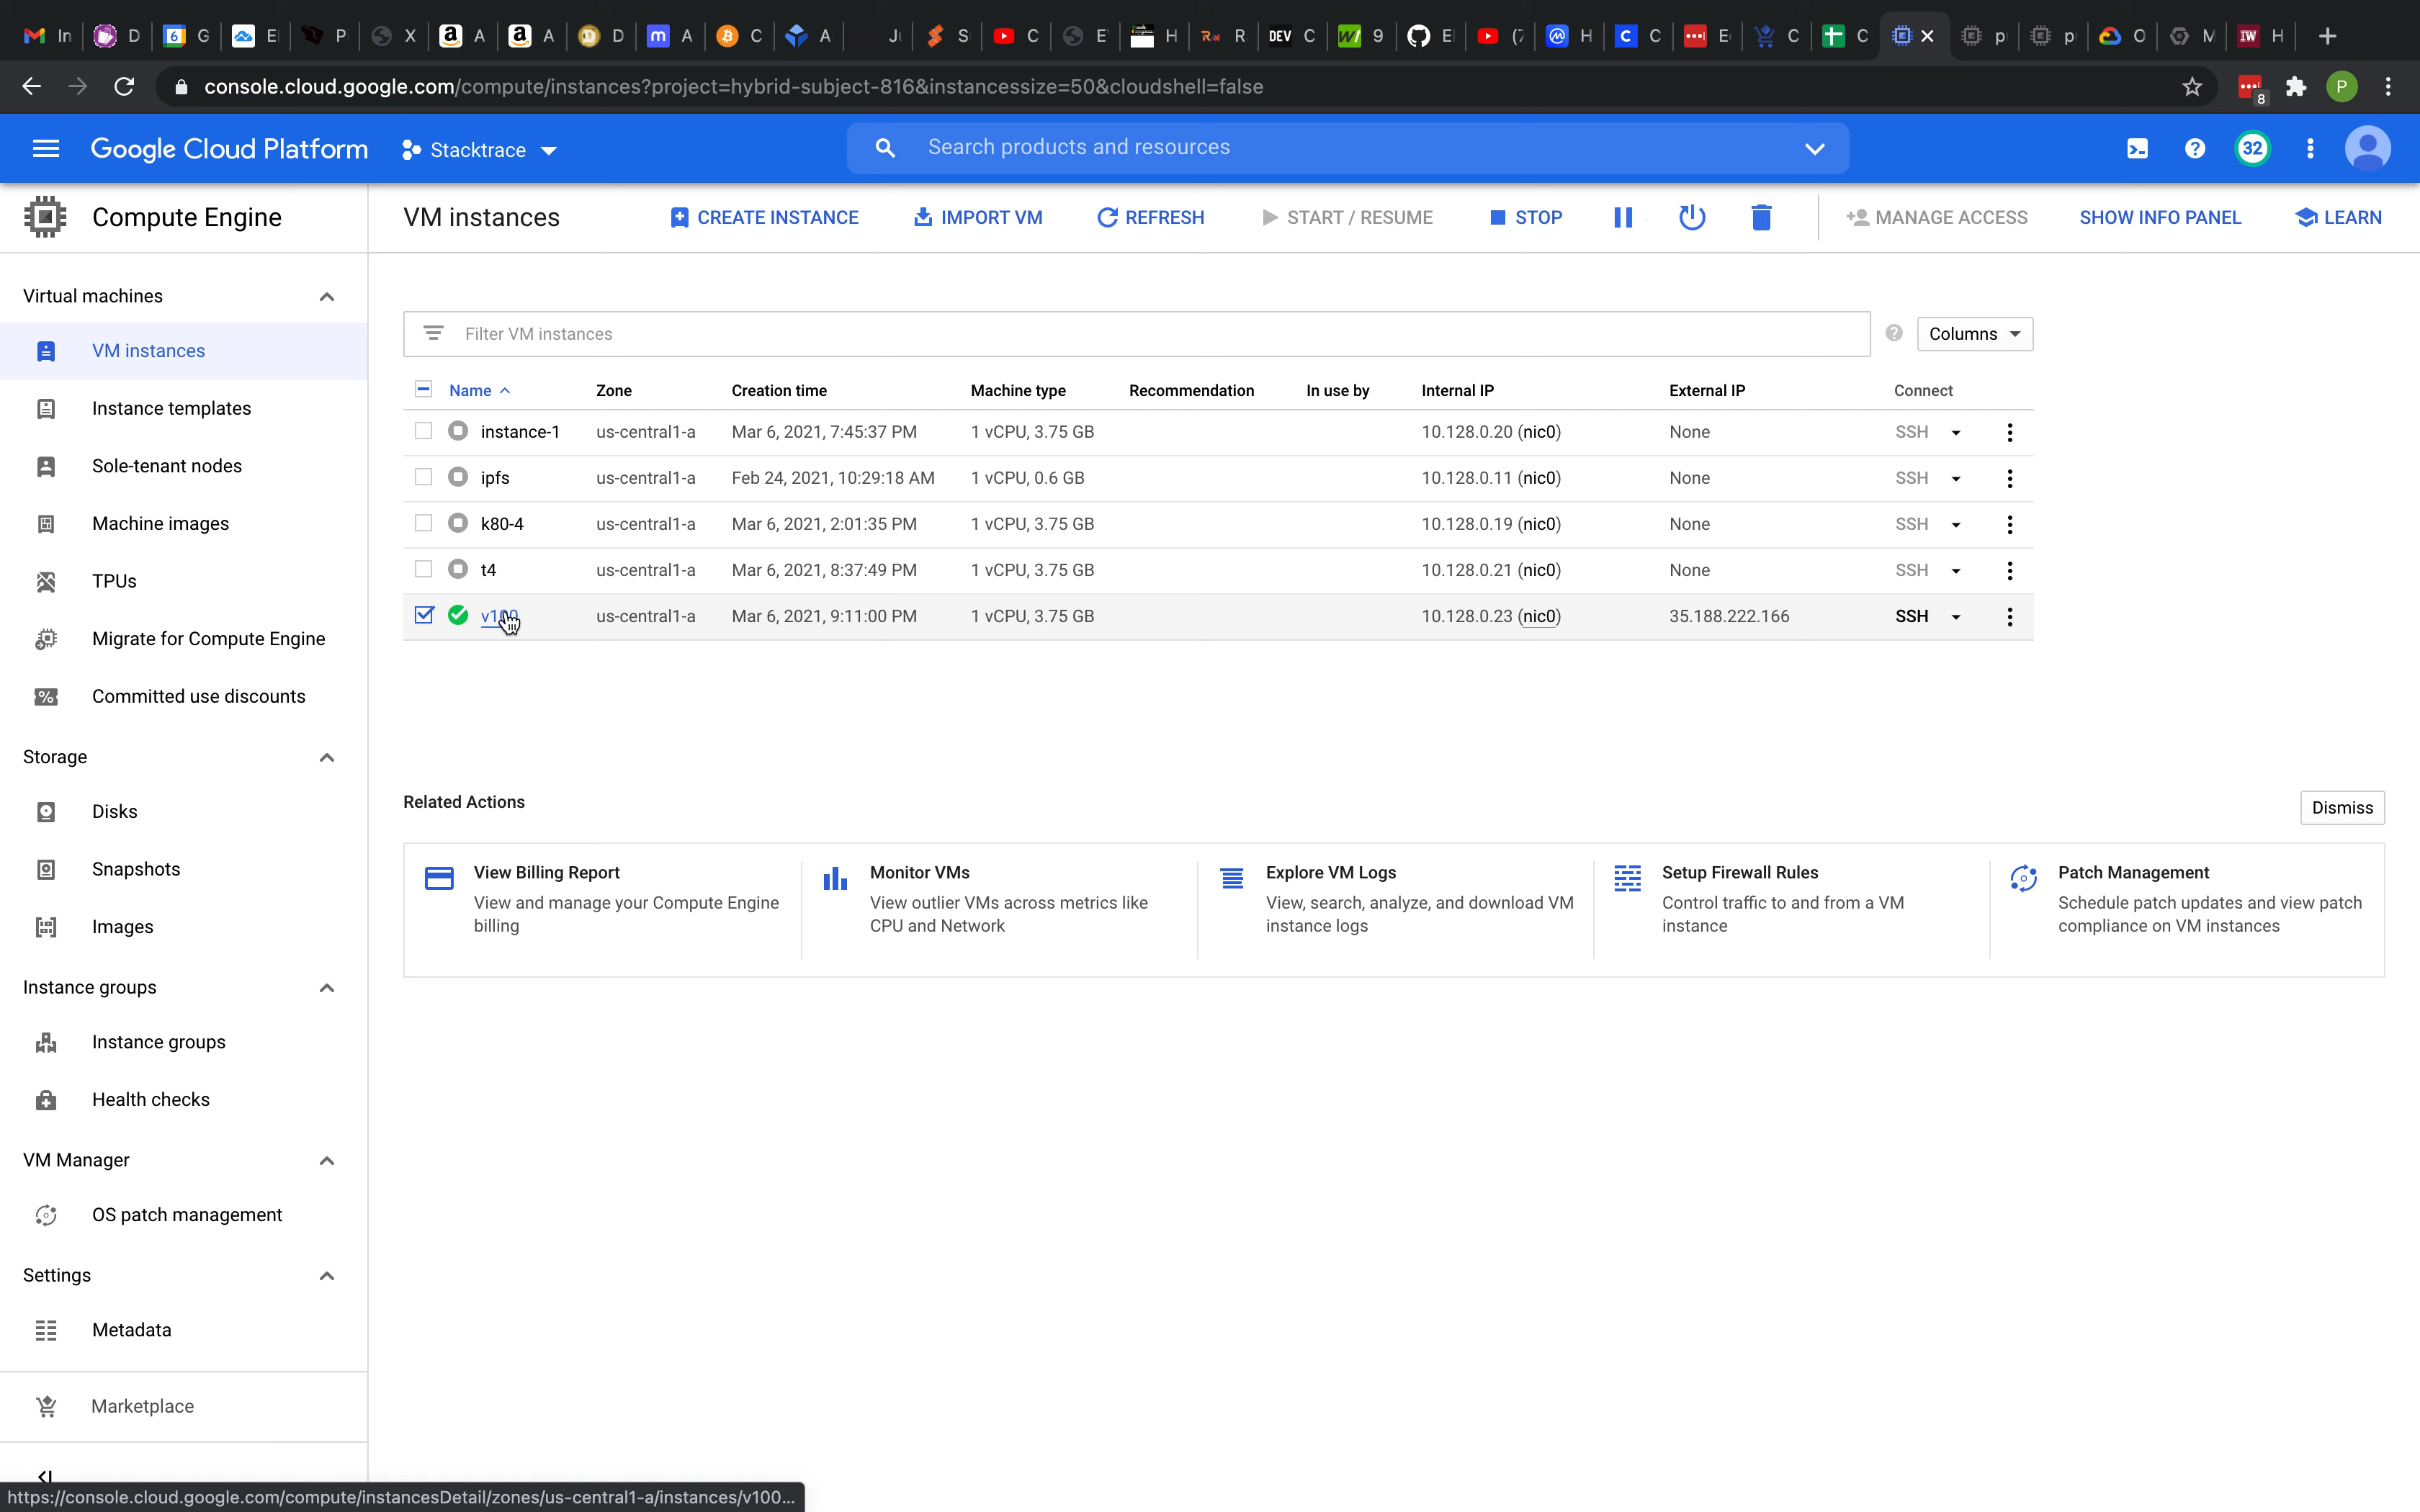 In D G E P X A A D A C A Ju S C E H R DEV C 9 E (7 H C C E C C p p O M IW H
console.cloud.google.com/compute/instances?project=hybrid-subject-816&instancessize=50&cloudshell=false 8 P
Google Cloud Platform Stacktrace Search products and resources 32
Compute Engine VM instances CREATE INSTANCE IMPORT VM REFRESH START / RESUME STOP MANAGE ACCESS SHOW INFO PANEL LEARN
Virtual machines
VM instances
Instance templates
Sole-tenant nodes
Machine images
TPUs
Migrate for Compute Engine
Committed use discounts
Storage
Disks
Snapshots
Images
Instance groups
Instance groups
Health checks
VM Manager
OS patch management
Settings
Metadata
Marketplace
Filter VM instances Columns
Name Zone Creation time Machine type Recommendation In use by Internal IP External IP Connect
instance-1 us-central1-a Mar 6, 2021, 7:45:37 PM 1 vCPU, 3.75 GB 10.128.0.20 (nic0) None SSH
ipfs us-central1-a Feb 24, 2021, 10:29:18 AM 1 vCPU, 0.6 GB 10.128.0.11 (nic0) None SSH
k80-4 us-central1-a Mar 6, 2021, 2:01:35 PM 1 vCPU, 3.75 GB 10.128.0.19 (nic0) None SSH
t4 us-central1-a Mar 6, 2021, 8:37:49 PM 1 vCPU, 3.75 GB 10.128.0.21 (nic0) None SSH
v100 us-central1-a Mar 6, 2021, 9:11:00 PM 1 vCPU, 3.75 GB 10.128.0.23 (nic0) 35.188.222.166 SSH
Related Actions Dismiss
View Billing Report
View and manage your Compute Engine
billing
Monitor VMs
View outlier VMs across metrics like
CPU and Network
Explore VM Logs
View, search, analyze, and download VM
instance logs
Setup Firewall Rules
Control traffic to and from a VM
instance
Patch Management
Schedule patch updates and view patch
compliance on VM instances
https://console.cloud.google.com/compute/instancesDetail/zones/us-central1-a/instances/v100...